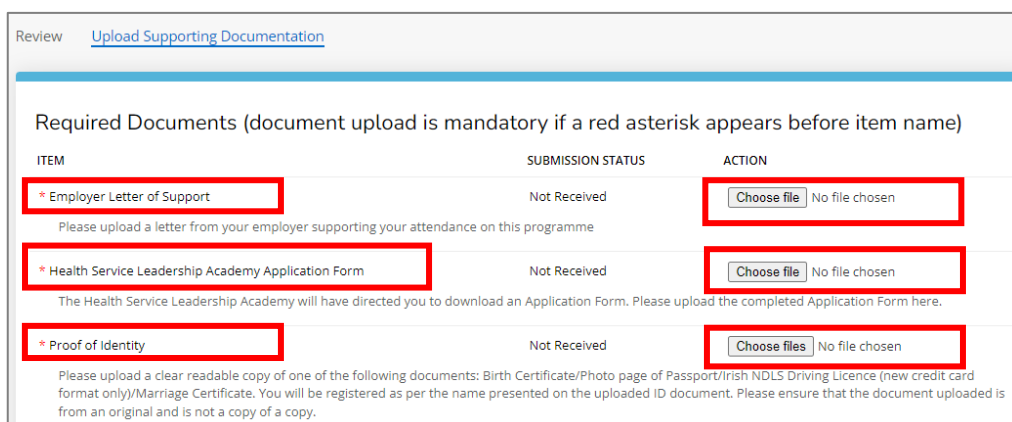 Review Upload Supporting Documentation
Required Documents (document upload is mandatory if a red asterisk appears before item name)
ITEM SUBMISSION STATUS ACTION
* Employer Letter of Support Not Received Choose file No file chosen
Please upload a letter from your employer supporting your attendance on this programme
* Health Service Leadership Academy Application Form Not Received Choose file No file chosen
The Health Service Leadership Academy will have directed you to download an Application Form. Please upload the completed Application Form here.
* Proof of Identity Not Received Choose files No file chosen
Please upload a clear readable copy of one of the following documents: Birth Certificate/Photo page of Passport/Irish NDLS Driving Licence (new credit card
format only)/Marriage Certificate. You will be registered as per the name presented on the uploaded ID document. Please ensure that the document uploaded is
from an original and is not a copy of a copy.